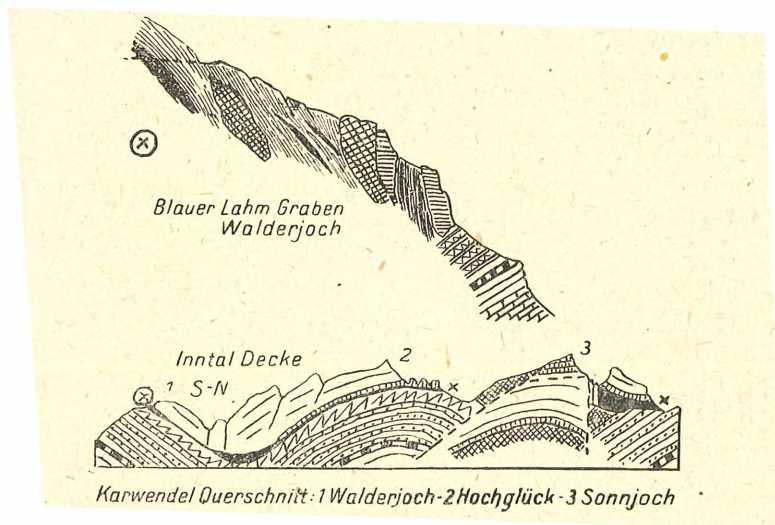 x
Blauer Lahm Graben
Walderjoch
Inntal Decke
2
3
x 1 S-N
x
x
Karwendel Querschnitt: 1 Walderjoch-2 Hochglück-3 Sonnjoch